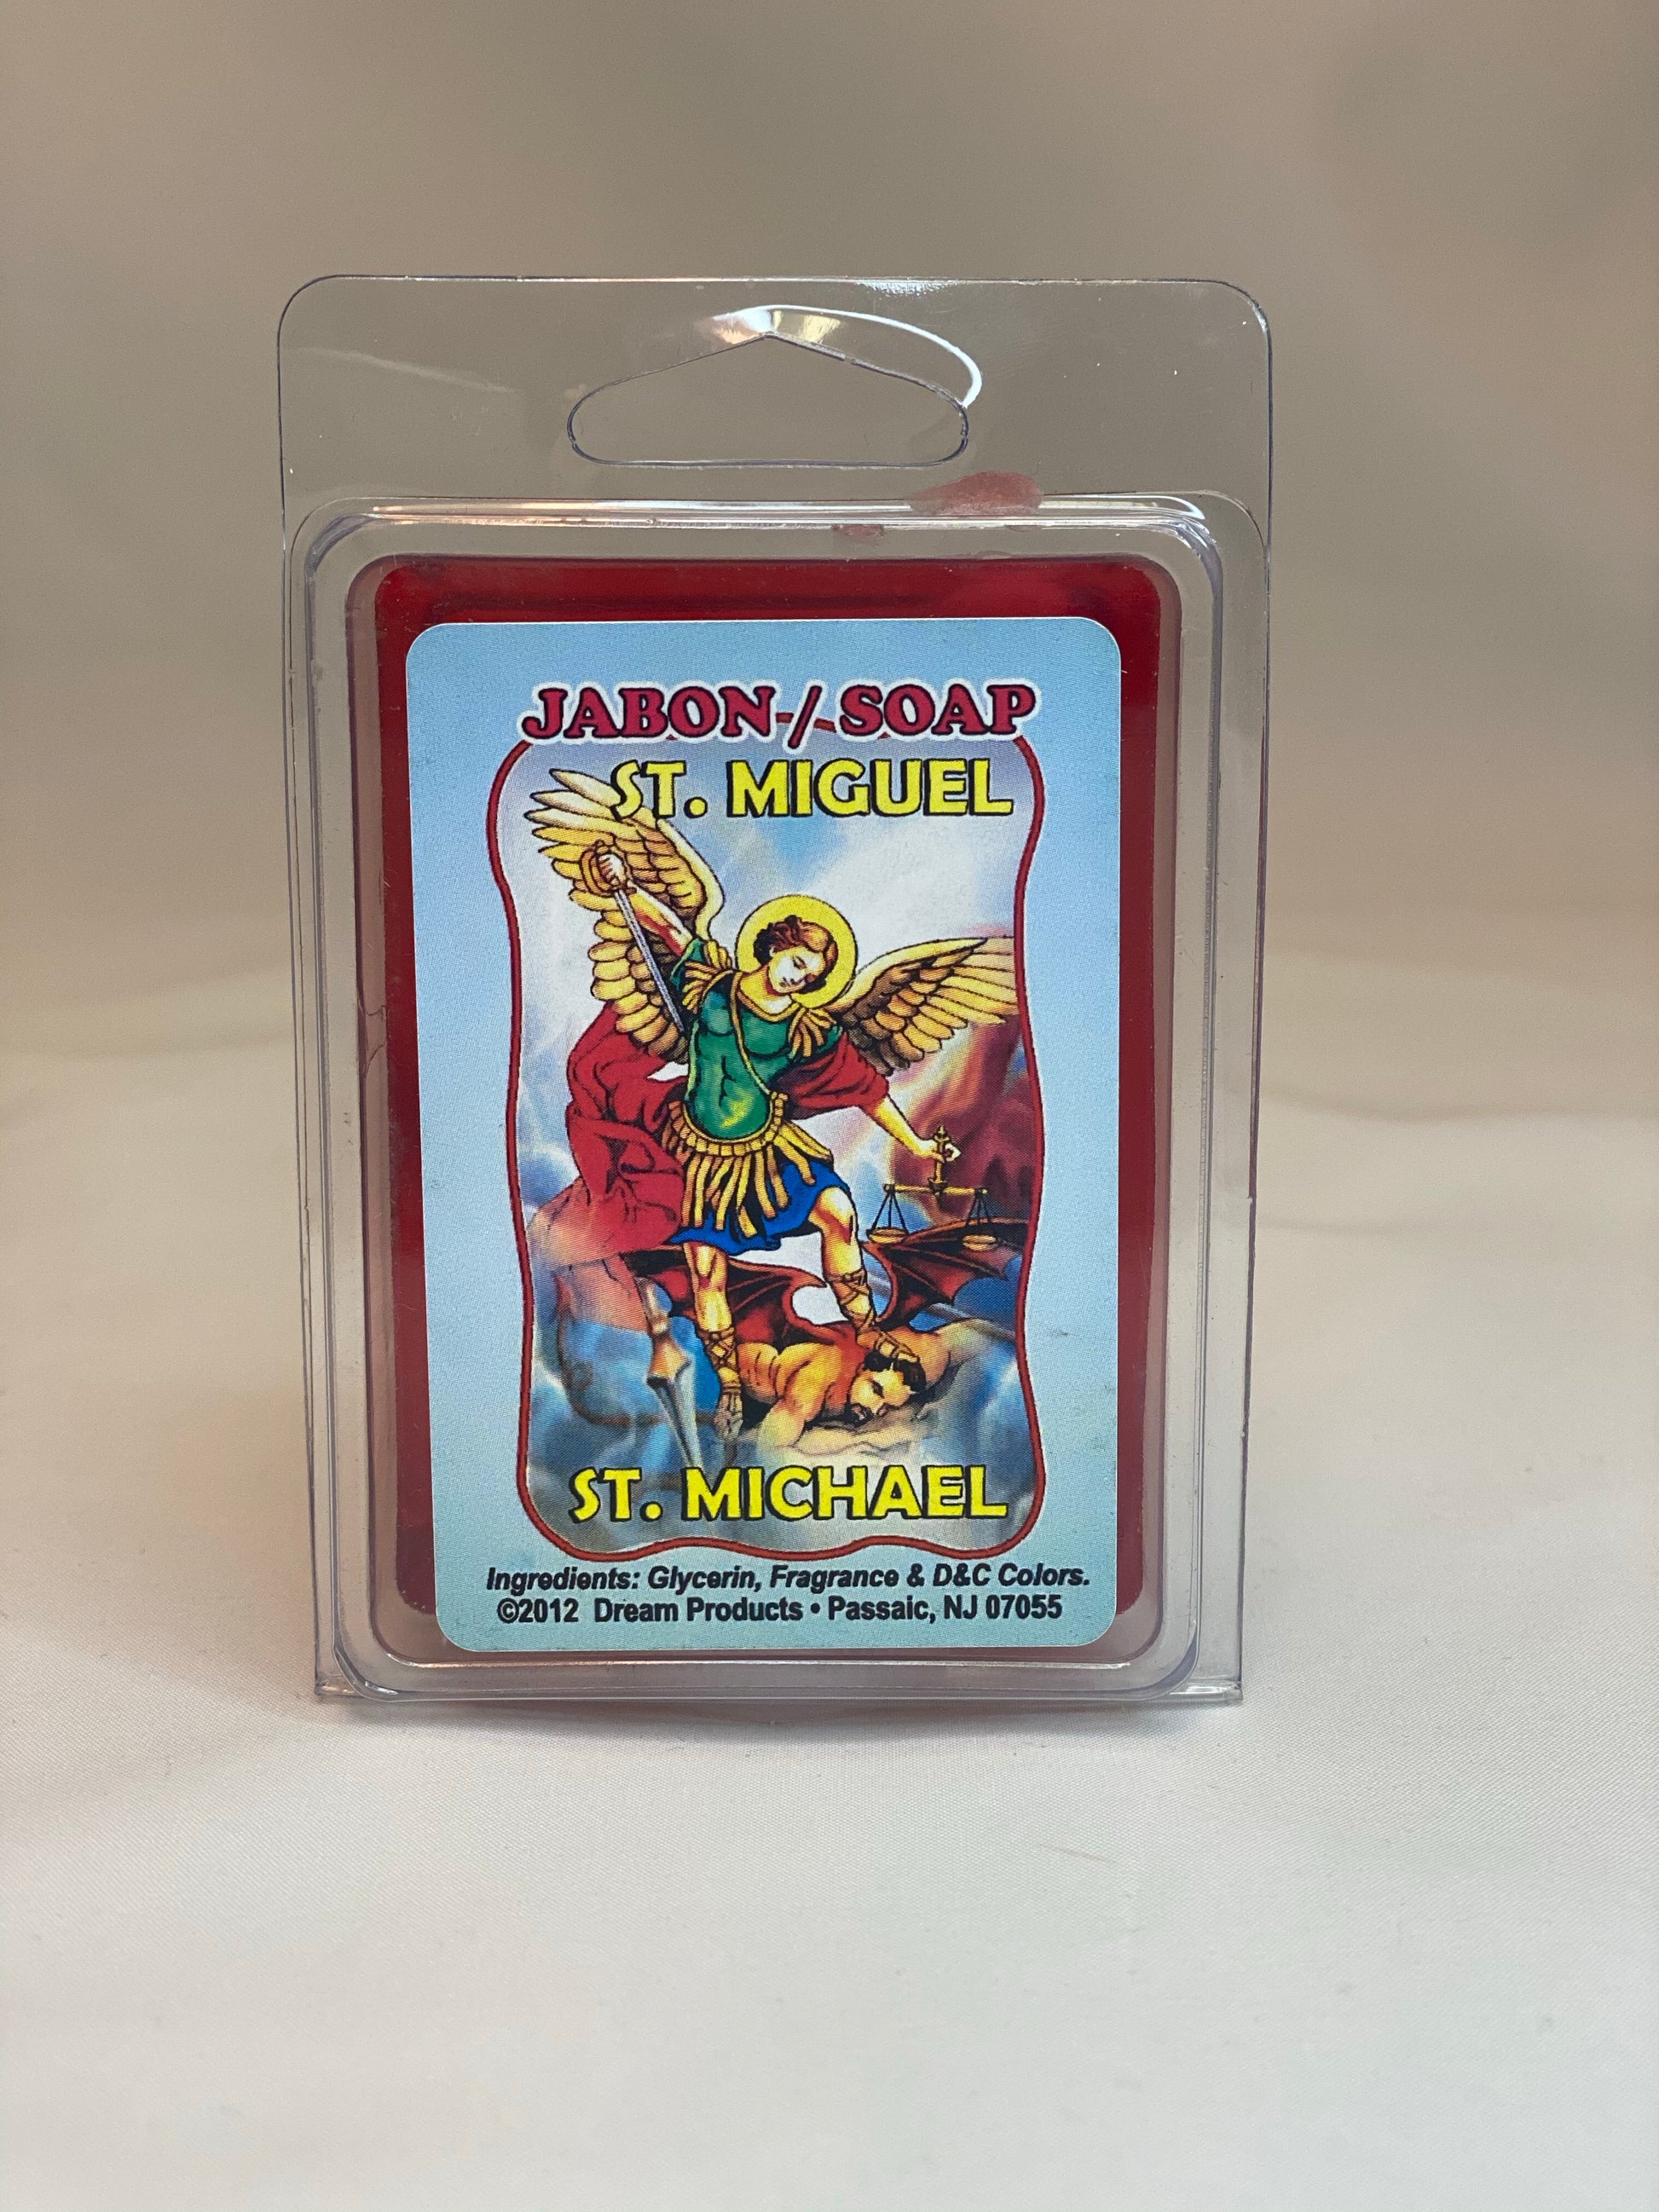 JABON / SOAP
ST. MIGUEL
ST. MICHAEL
Ingredients: Glycerin, Fragrance & D&C Colors.
©2012 Dream Products • Passaic, NJ 07055